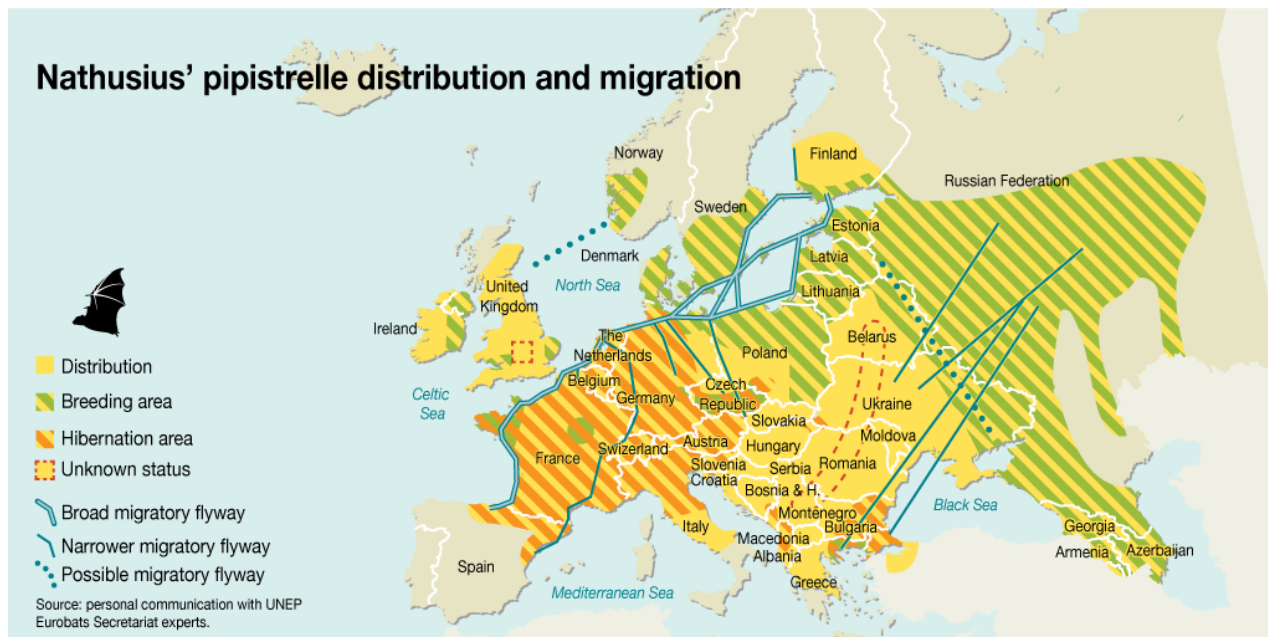 Nathusius' pipistrelle distribution and migration
Norway
Finland
Russian Federation
Sweden
Estonia
Denmark
Latvia
North Sea
United
Kingdom
Lithuania
Ireland
The
Netherlands
Belarus
Poland
Belgium
Celtic
Sea
Germany
Czech
Republic
Ukraine
Slovakia
Moldova
France
Swizerland
Austria
Hungary
Slovenia
Serbia
Romania
Croatia
Bosnia & H.
Black Sea
Montenegro
Italy
Bulgaria
Macedonia
Georgia
Albania
Armenia
Azerbaijan
Spain
Greece
Mediterranean Sea
Distribution
Breeding area
Hibernation area
Unknown status
Broad migratory flyway
Narrower migratory flyway
Possible migratory flyway
Source: personal communication with UNEP
Eurobats Secretariat experts.